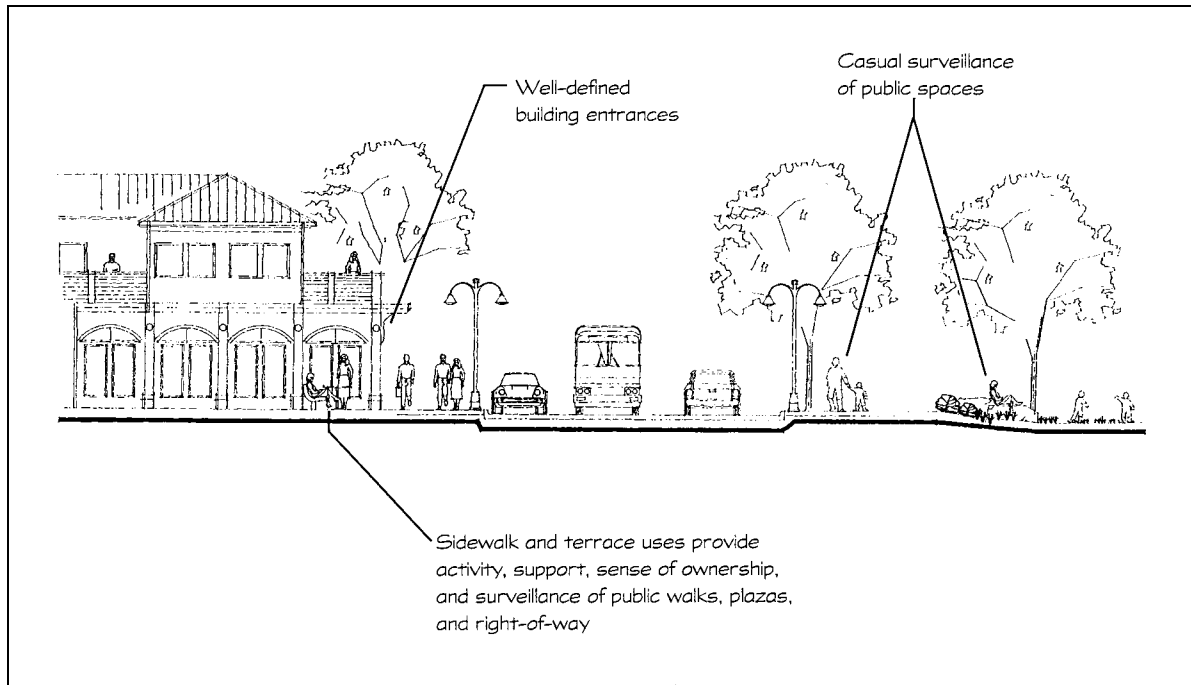 Well-defined
building entrances
Casual surveillance
of public spaces
Sidewalk and terrace uses provide
activity, support, sense of ownership,
and surveillance of public walks, plazas,
and right-of-way